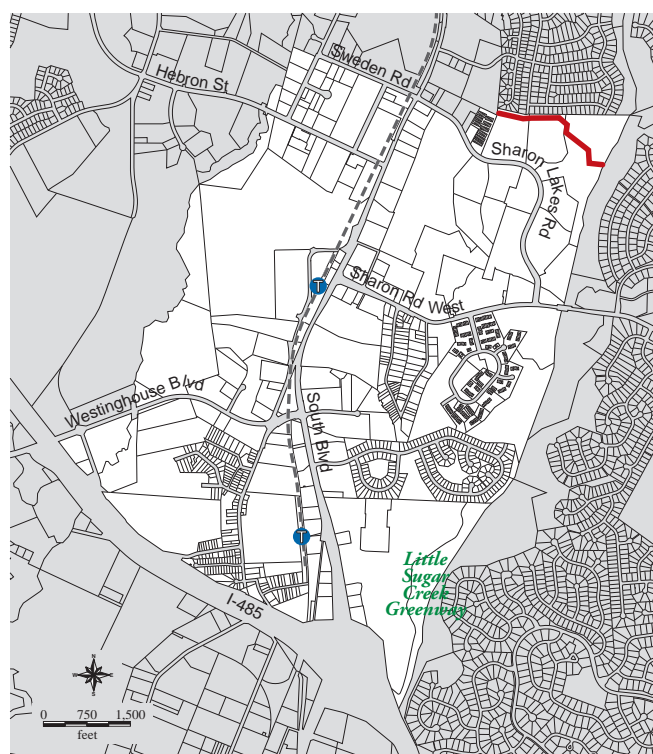 Sweden Rd
Hebron St
Sharon Lakes Rd
T
Sharon Rd West
Westinghouse Blvd
South Blvd
T
Little
Sugar
Creek
Greenway
I-485
N
W
E
S
0 750 1,500
feet